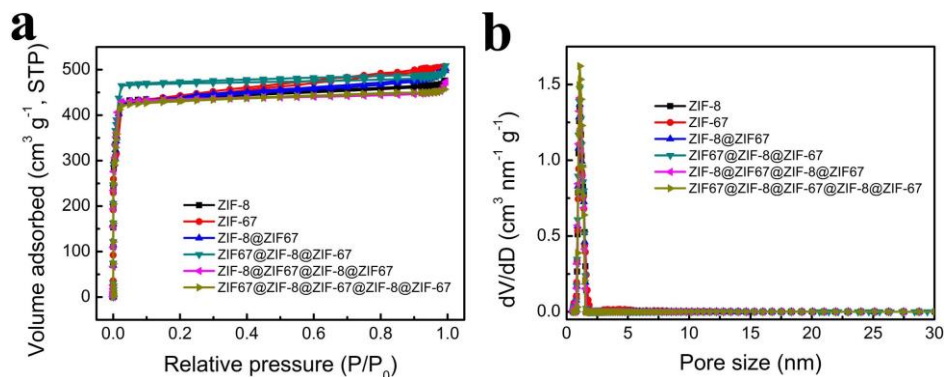 a
Volume adsorbed (cm³ g⁻¹, STP)
500
400
300
200
100
0
ZIF-8
ZIF-67
ZIF-8@ZIF67
ZIF67@ZIF-8@ZIF-67
ZIF-8@ZIF67@ZIF-8@ZIF67
ZIF67@ZIF-8@ZIF-67@ZIF-8@ZIF-67
0.0 0.2 0.4 0.6 0.8 1.0
Relative pressure (P/P₀)
b
dV/dD (cm³ nm⁻¹ g⁻¹)
1.5
1.0
0.5
0.0
ZIF-8
ZIF-67
ZIF-8@ZIF67
ZIF67@ZIF-8@ZIF-67
ZIF-8@ZIF67@ZIF-8@ZIF67
ZIF67@ZIF-8@ZIF-67@ZIF-8@ZIF-67
0 5 10 15 20 25 30
Pore size (nm)